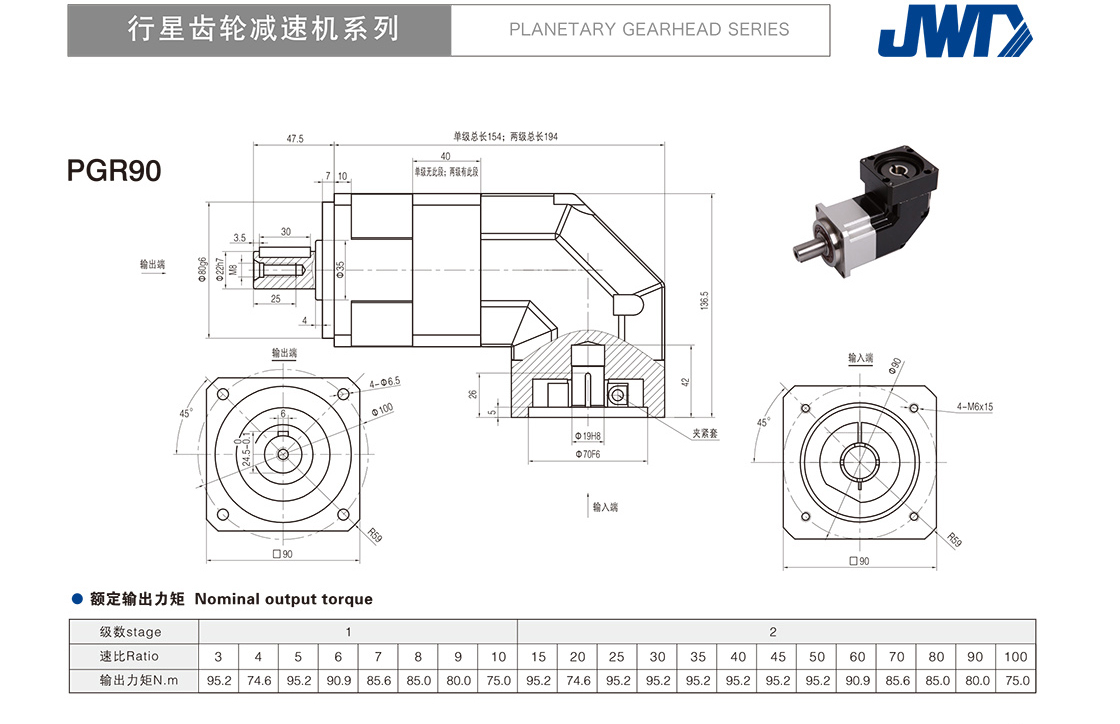 行星齿轮减速机系列
PLANETARY GEARHEAD SERIES
JWT
PGR90
47.5
单级总长154；两级总长194
40
单级无此段；两级有此段
7
10
3.5
30
输出端
Φ80g6
Φ22h7
M8
Φ35
25
4
136.5
42
26
5
Φ19H8
Φ70F6
夹紧套
输入端
输出端
45°
4-Φ6.5
Φ100
6
0
24.5-0.1
R59
□90
输入端
45°
Φ90
4-M6x15
R59
□90
额定输出力矩 Nominal output torque
级数stage 1 2
速比Ratio 3 4 5 6 7 8 9 10 15 20 25 30 35 40 45 50 60 70 80 90 100
输出力矩N.m 95.2 74.6 95.2 90.9 85.6 85.0 80.0 75.0 95.2 74.6 95.2 95.2 95.2 95.2 95.2 95.2 90.9 85.6 85.0 80.0 75.0